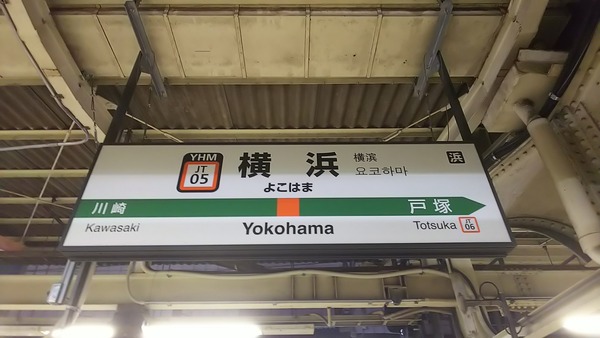 YHM
JT
05
横浜
横滨
요코하마
浜
よこはま
川崎
戸塚
Kawasaki
Yokohama
Totsuka
JT
06